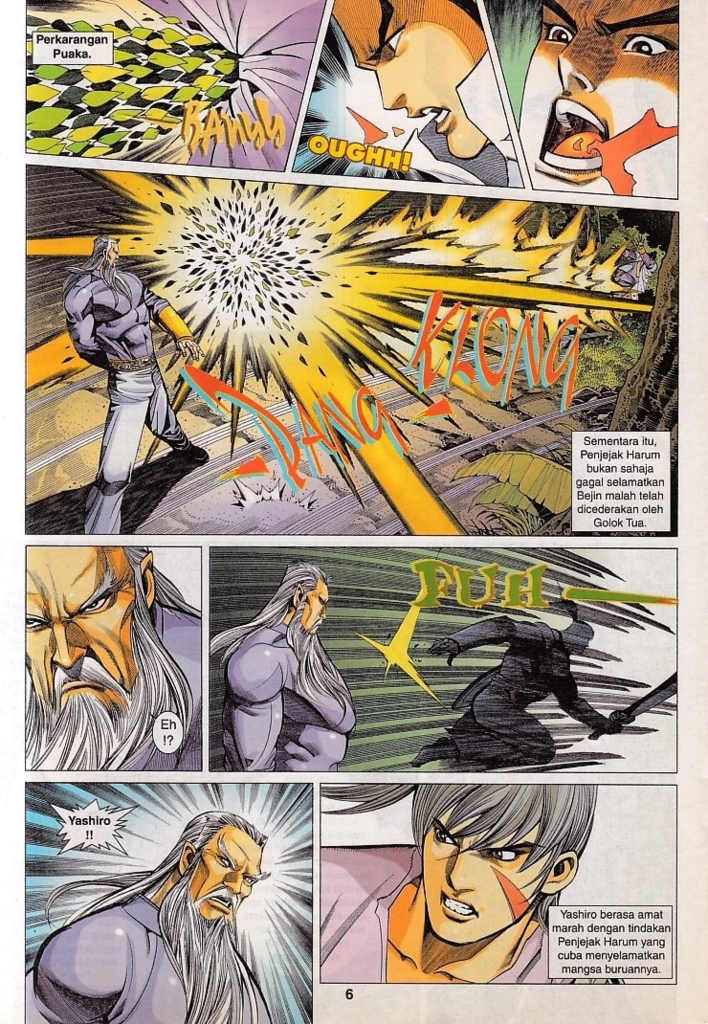 Perkarangan
Puaka.
BANGG
OUGHH!
KLONG
DANG
Sementara itu,
Penjejak Harum
bukan sahaja
gagal selamatkan
Bejin malah telah
dicederakan oleh
Golok Tua.
Eh
!?
FUH
Yashiro
!!
Yashiro berasa amat
marah dengan tindakan
Penjejak Harum yang
cuba menyelamatkan
mangsa buruannya.
6